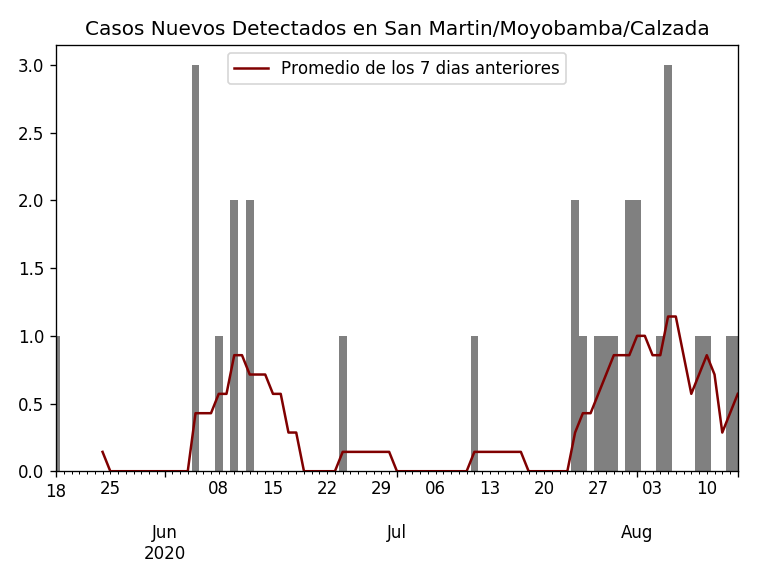 Casos Nuevos Detectados en San Martin/Moyobamba/Calzada
Promedio de los 7 dias anteriores
3.0
2.5
2.0
1.5
1.0
0.5
0.0
18 25 08 15 22 29 06 13 20 27 03 10
Jun Jul Aug
2020